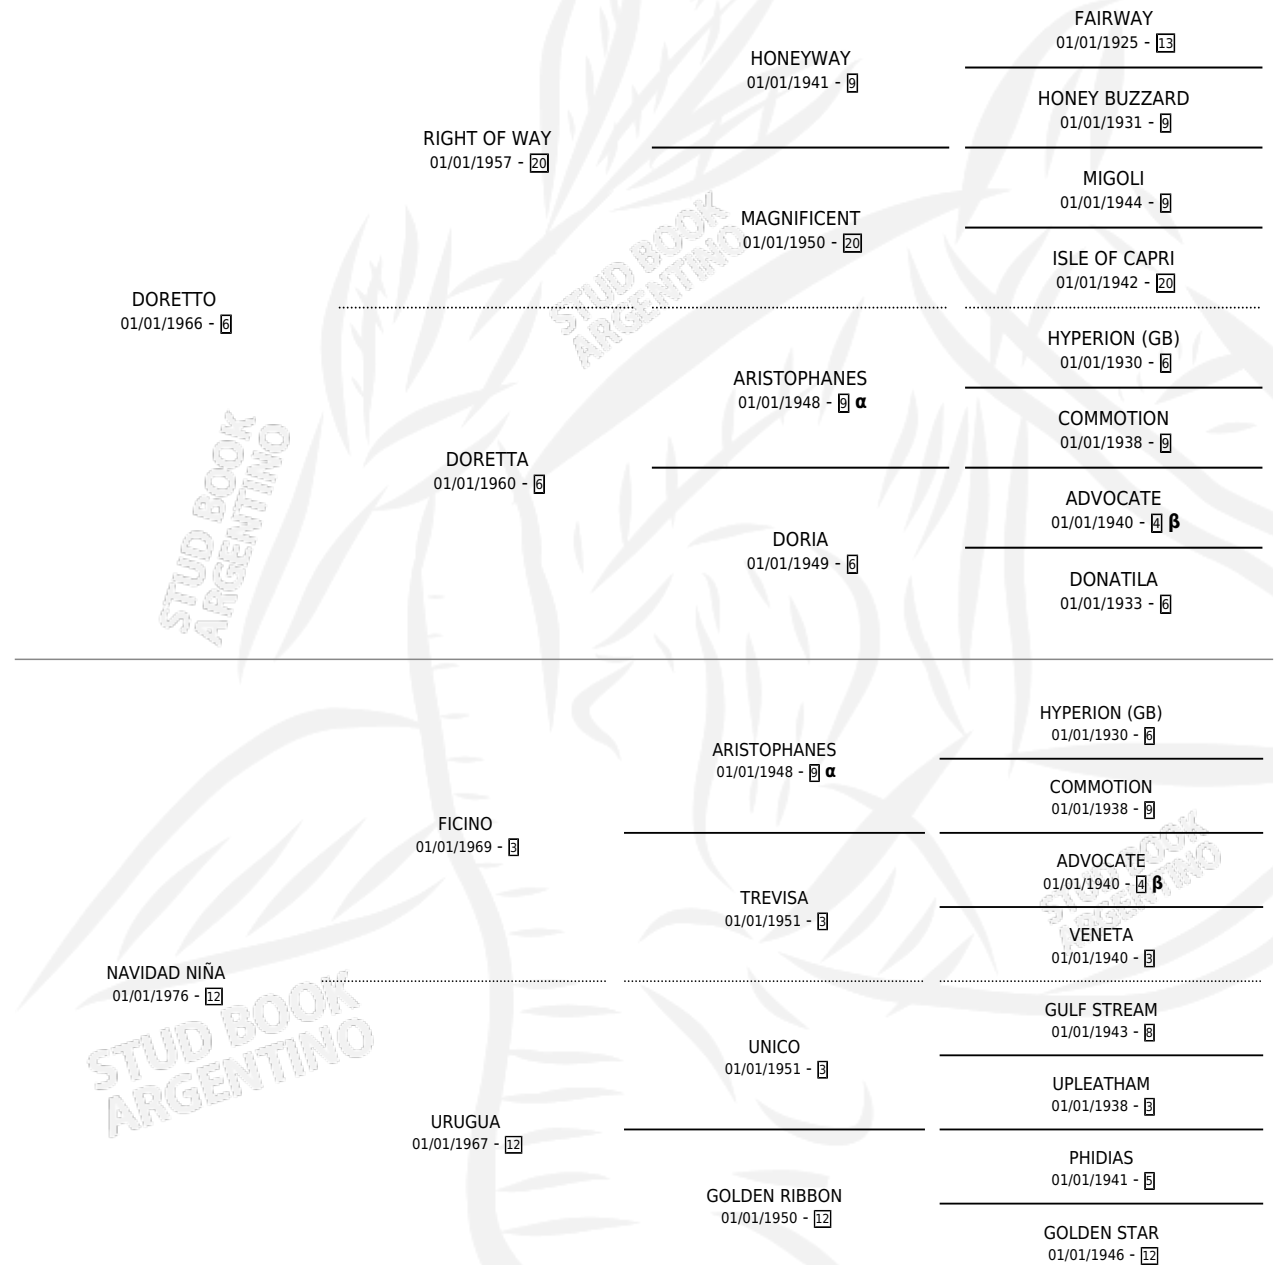 FAIRWAY
01/01/1925 - 13
HONEYWAY
01/01/1941 - 9
HONEY BUZZARD
01/01/1931 - 9
RIGHT OF WAY
01/01/1957 - 20
MIGOLI
01/01/1944 - 9
MAGNIFICENT
01/01/1950 - 20
ISLE OF CAPRI
01/01/1942 - 20
DORETTO
01/01/1966 - 6
HYPERION (GB)
01/01/1930 - 6
ARISTOPHANES
01/01/1948 - 9 α
COMMOTION
01/01/1938 - 9
DORETTA
01/01/1960 - 6
ADVOCATE
01/01/1940 - 4 β
DORIA
01/01/1949 - 6
DONATILA
01/01/1933 - 6
HYPERION (GB)
01/01/1930 - 6
ARISTOPHANES
01/01/1948 - 9 α
COMMOTION
01/01/1938 - 9
FICINO
01/01/1969 - 3
ADVOCATE
01/01/1940 - 4 β
TREVISA
01/01/1951 - 3
VENETA
01/01/1940 - 3
NAVIDAD NIÑA
01/01/1976 - 12
GULF STREAM
01/01/1943 - 8
UNICO
01/01/1951 - 3
UPLEATHAM
01/01/1938 - 3
URUGUA
01/01/1967 - 12
PHIDIAS
01/01/1941 - 5
GOLDEN RIBBON
01/01/1950 - 12
GOLDEN STAR
01/01/1946 - 12
STUD BOOK
ARGENTINO
STUD BOOK
ARGENTINO
STUD BOOK
ARGENTINO
STUD BOOK
ARGENTINO